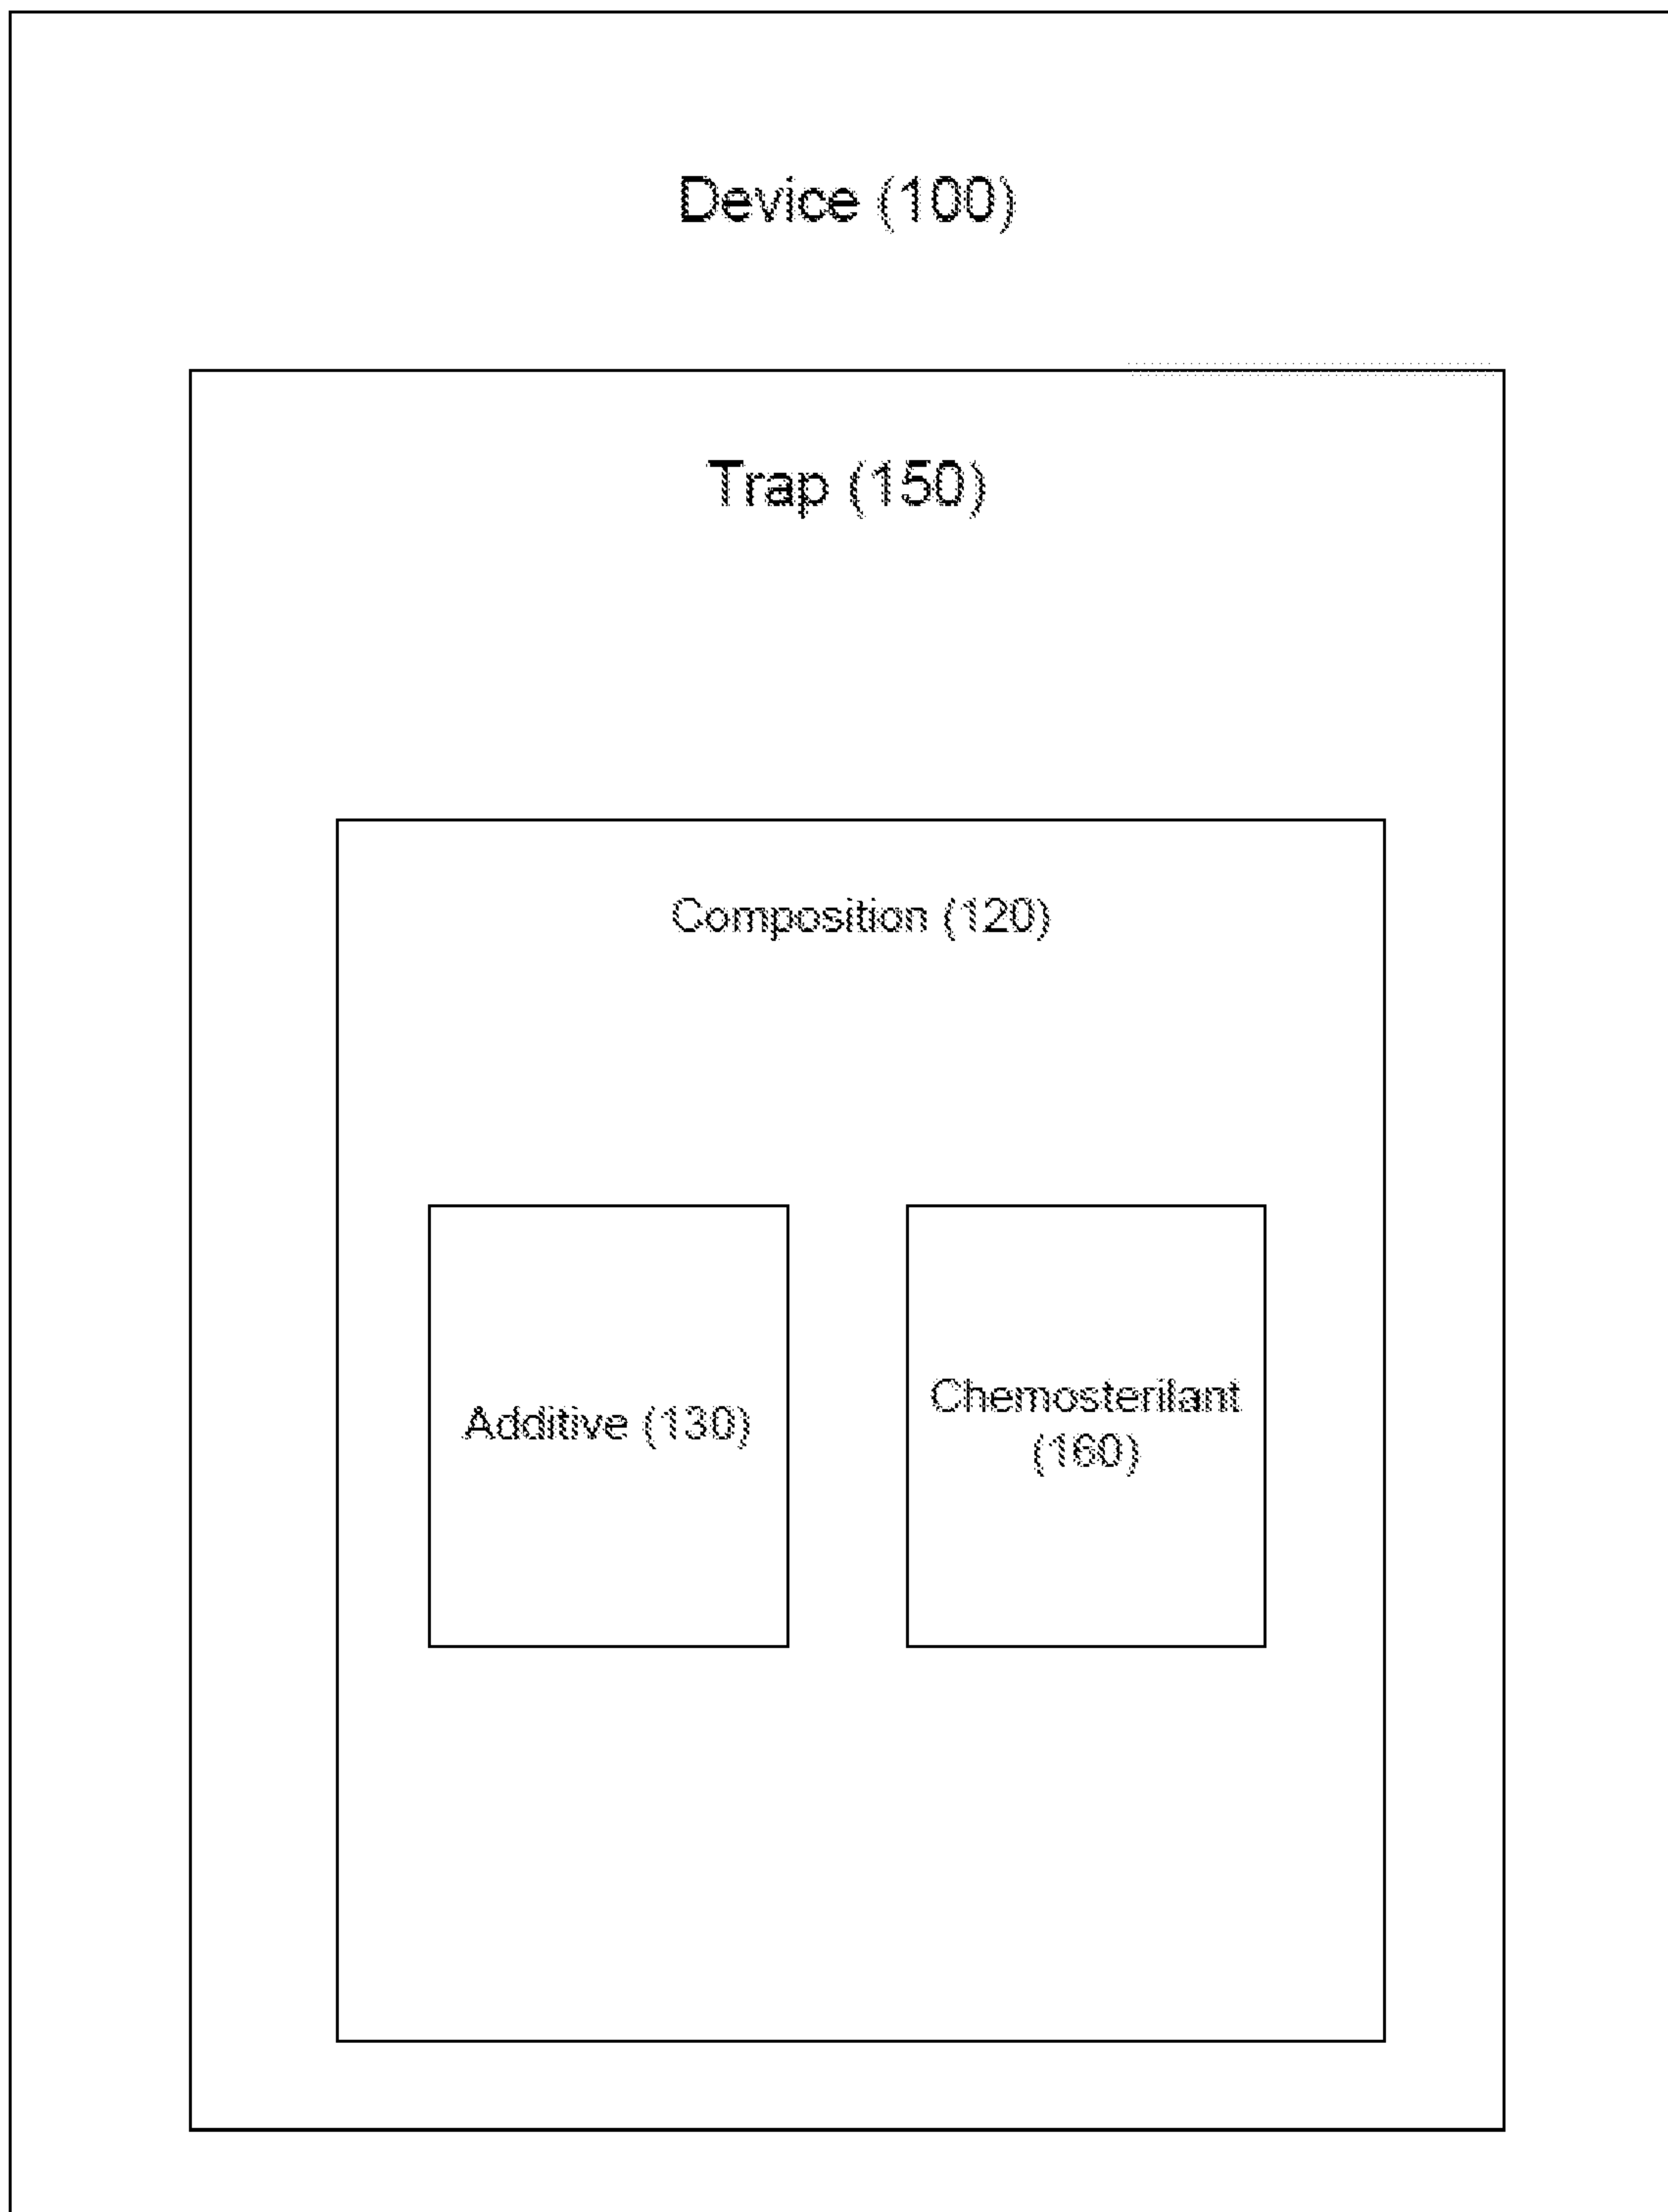 Device (100)
Trap (150)
Composition (120)
Additive (130)
Chemosterilant
(160)